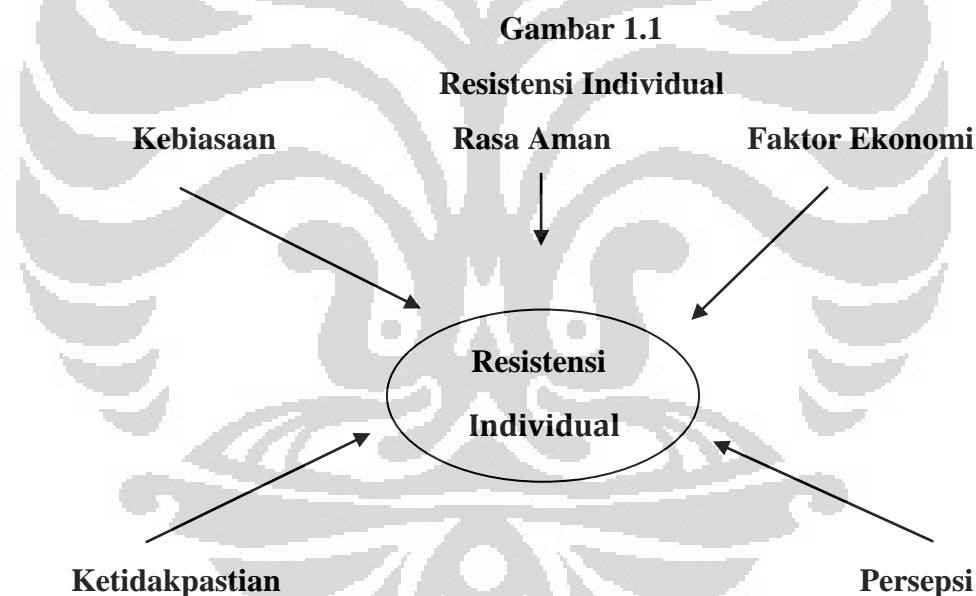 Gambar 1.1
Resistensi Individual
Kebiasaan Rasa Aman Faktor Ekonomi
Resistensi
Individual
Ketidakpastian Persepsi